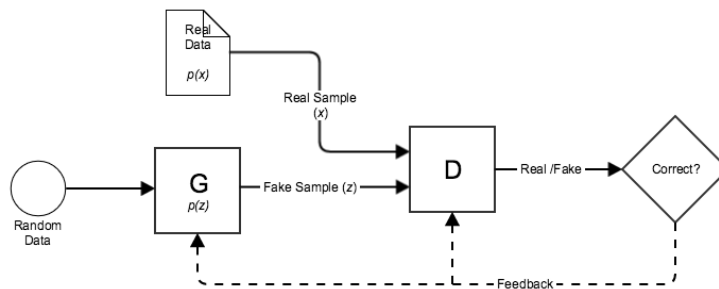 Real
Data
p(x)
Real Sample
(x)
G
p(z)
Fake Sample (z)
D
Real /Fake
Correct?
Random
Data
Feedback